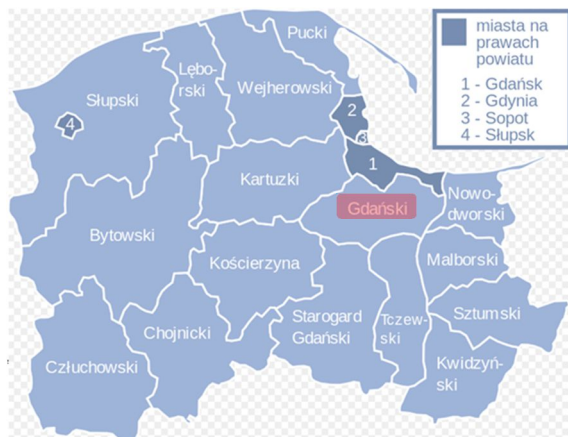 miasta na
prawach
powiatu
1 - Gdańsk
2 - Gdynia
3 - Sopot
4 - Słupsk
Pucki
Lębor-
ski
Wejherowski
Słupski
4
2
3
1
Kartuzki
Gdański
Nowo-
dworski
Bytowski
Kościerzyna
Malborski
Chojnicki
Starogard
Gdański
Tczew-
ski
Sztumski
Człuchowski
Kwidzyń-
ski